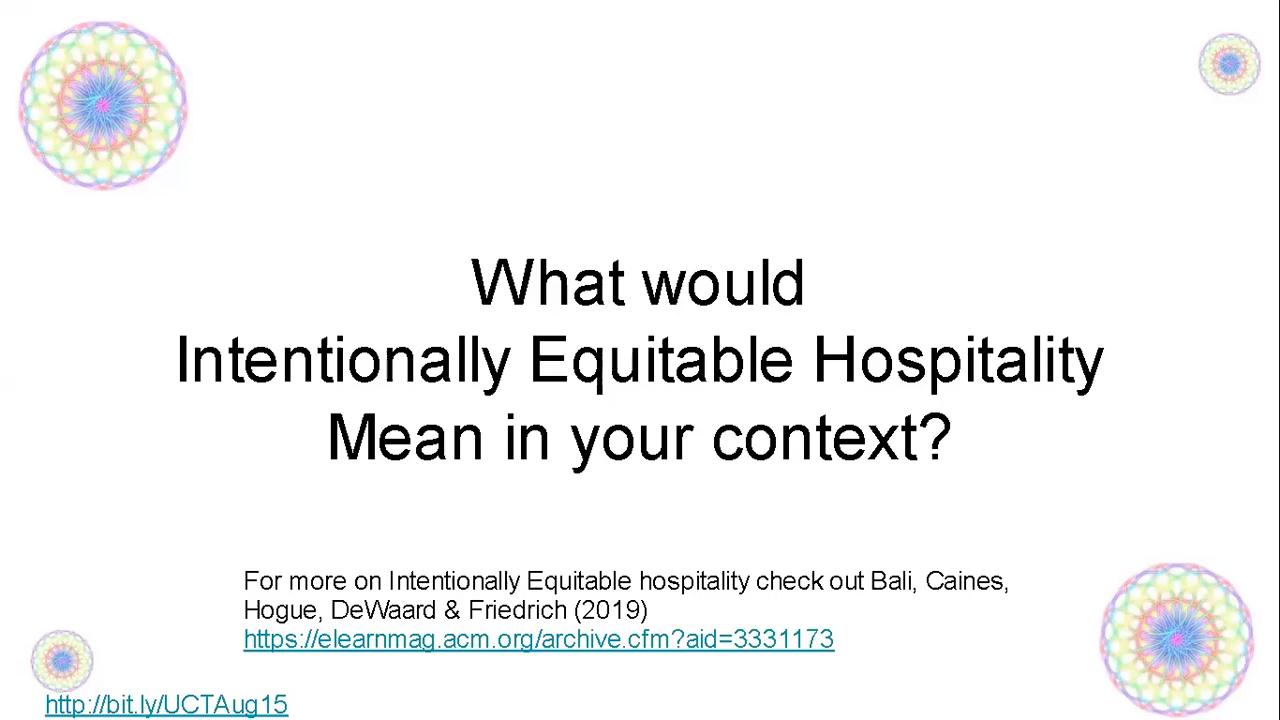 What would
Intentionally Equitable Hospitality
Mean in your context?
For more on Intentionally Equitable hospitality check out Bali, Caines,
Hogue, DeWaard & Friedrich (2019)
https://elearnmag.acm.org/archive.cfm?aid=3331173
http://bit.ly/UCTAug15